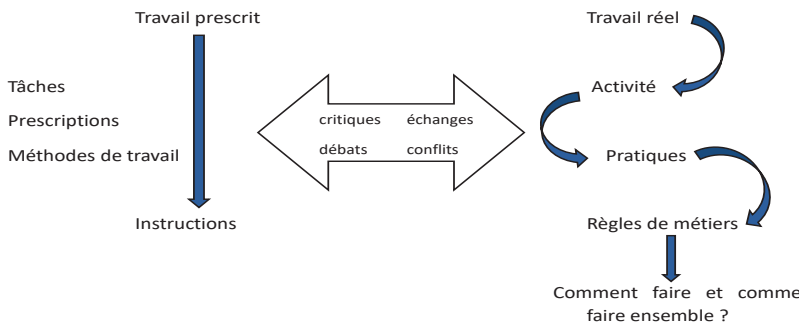 Travail prescrit
Tâches
Prescriptions
Méthodes de travail
Instructions
critiques échanges
débats conflits
Travail réel
Activité
Pratiques
Règles de métiers
Comment faire et comme
faire ensemble ?